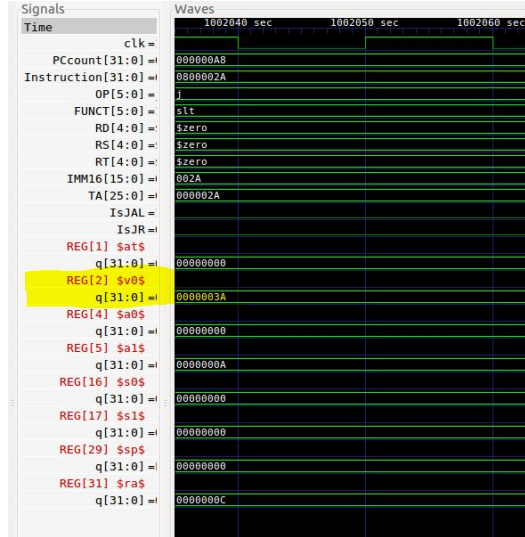 Signals
Waves
Time
1002040 sec 1002050 sec 1002060 sec
clk =
PCcount[31:0] = 000000A8
Instruction[31:0] = 0800002A
OP[5:0] = j
FUNCT[5:0] = slt
RD[4:0] = $zero
RS[4:0] = $zero
RT[4:0] = $zero
IMM16[15:0] = 002A
TA[25:0] = 000002A
IsJAL =
IsJR =
REG[1] $at$
q[31:0] = 00000000
REG[2] $v0$
q[31:0] = 0000003A
REG[4] $a0$
q[31:0] = 00000000
REG[5] $a1$
q[31:0] = 0000000A
REG[16] $s0$
q[31:0] = 00000000
REG[17] $s1$
q[31:0] = 00000000
REG[29] $sp$
q[31:0] = 00000000
REG[31] $ra$
q[31:0] = 0000000C